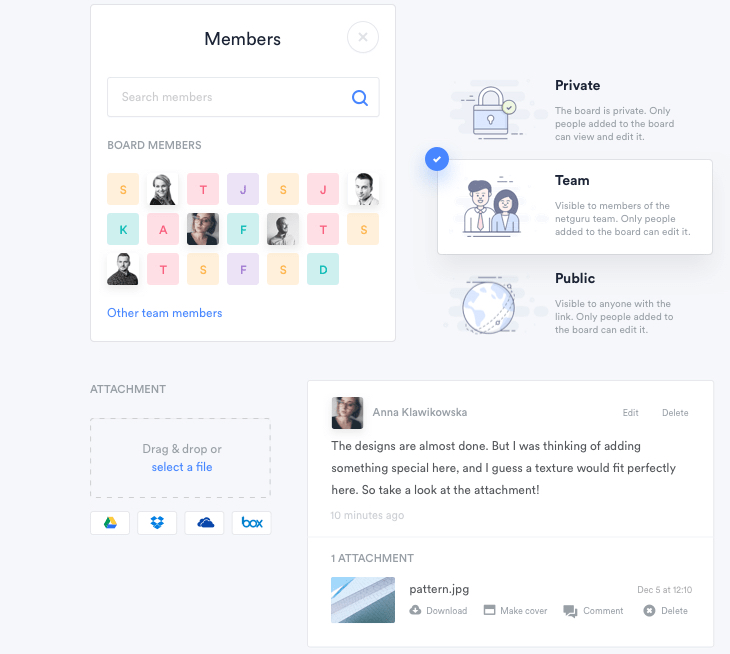 Members
Search members
BOARD MEMBERS
S T J S J
K A F T S
T S F S D
Other team members
Private
The board is private. Only
people added to the board
can view and edit it.
Team
Visible to members of the
netguru team. Only people
added to the board can edit it.
Public
Visible to anyone with the
link. Only people added to
the board can edit it.
ATTACHMENT
Drag & drop or
select a file
box
Anna Klawikowska
Edit
Delete
The designs are almost done. But I was thinking of adding
something special here, and I guess a texture would fit perfectly
here. So take a look at the attachment!
10 minutes ago
1 ATTACHMENT
pattern.jpg
Dec 5 at 12:10
Download
Make cover
Comment
Delete